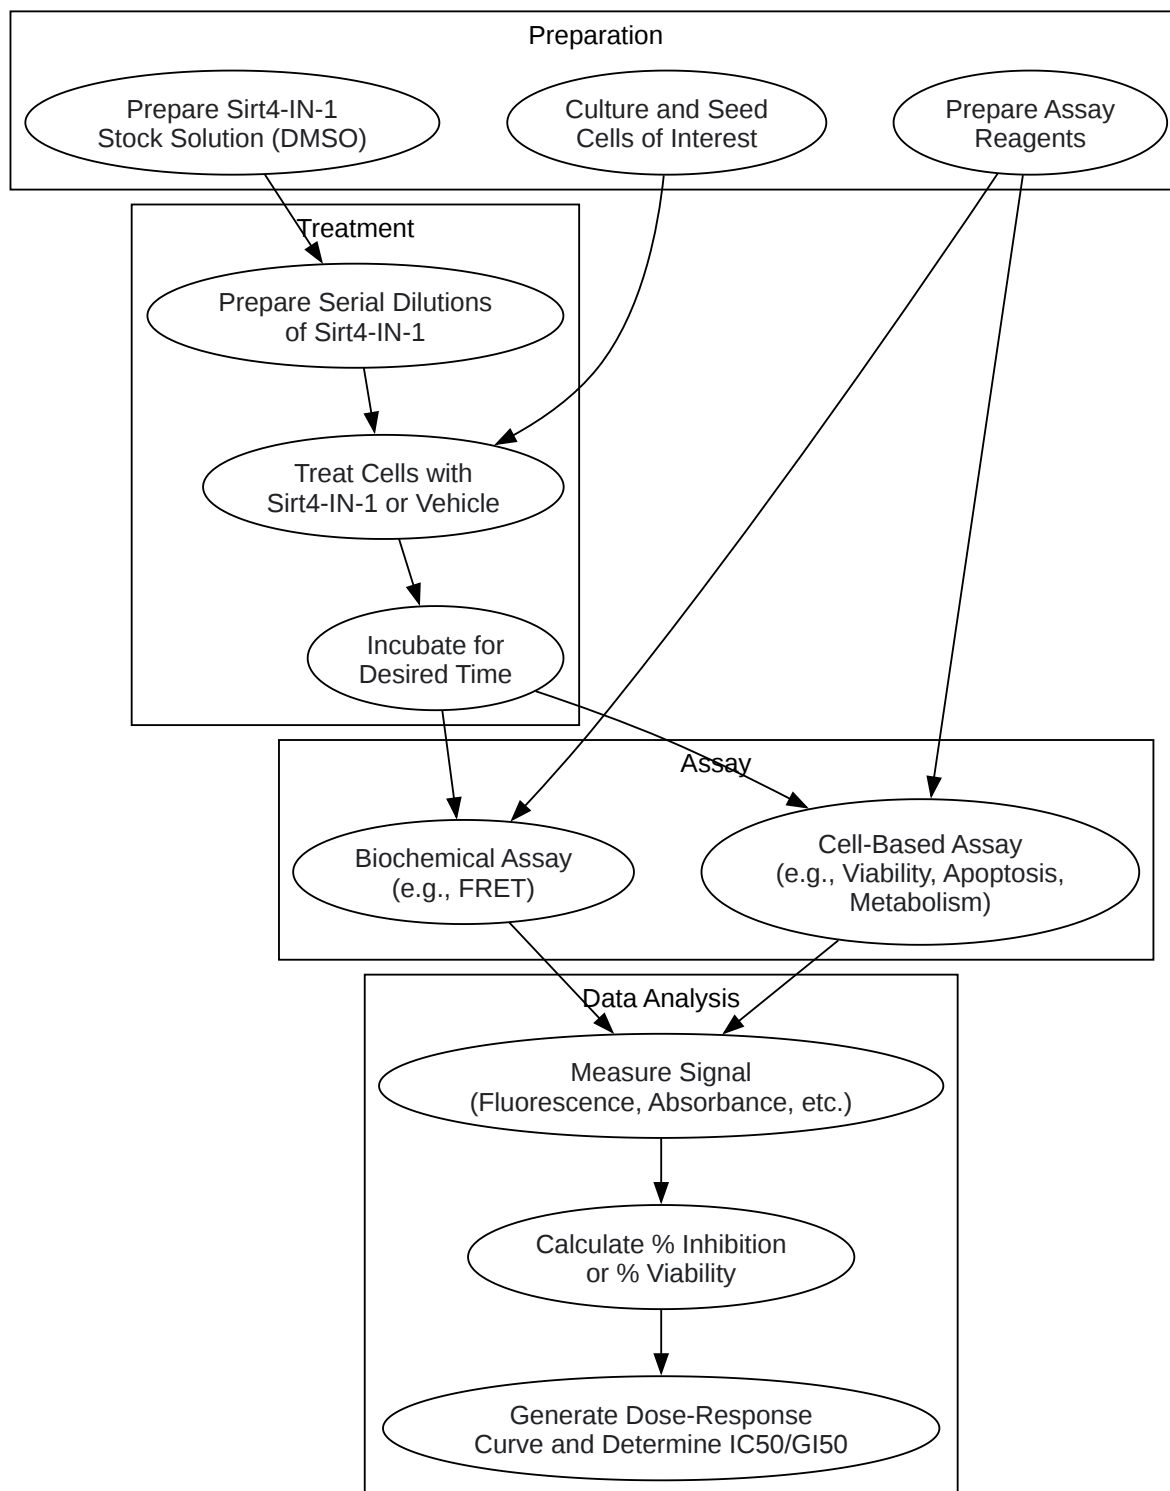 Preparation
Prepare Sirt4-IN-1
Stock Solution (DMSO)
Culture and Seed
Cells of Interest
Prepare Assay
Reagents
Treatment
Prepare Serial Dilutions
of Sirt4-IN-1
Treat Cells with
Sirt4-IN-1 or Vehicle
Incubate for
Desired Time
Assay
Biochemical Assay
(e.g., FRET)
Cell-Based Assay
(e.g., Viability, Apoptosis,
Metabolism)
Data Analysis
Measure Signal
(Fluorescence, Absorbance, etc.)
Calculate % Inhibition
or % Viability
Generate Dose-Response
Curve and Determine IC50/GI50